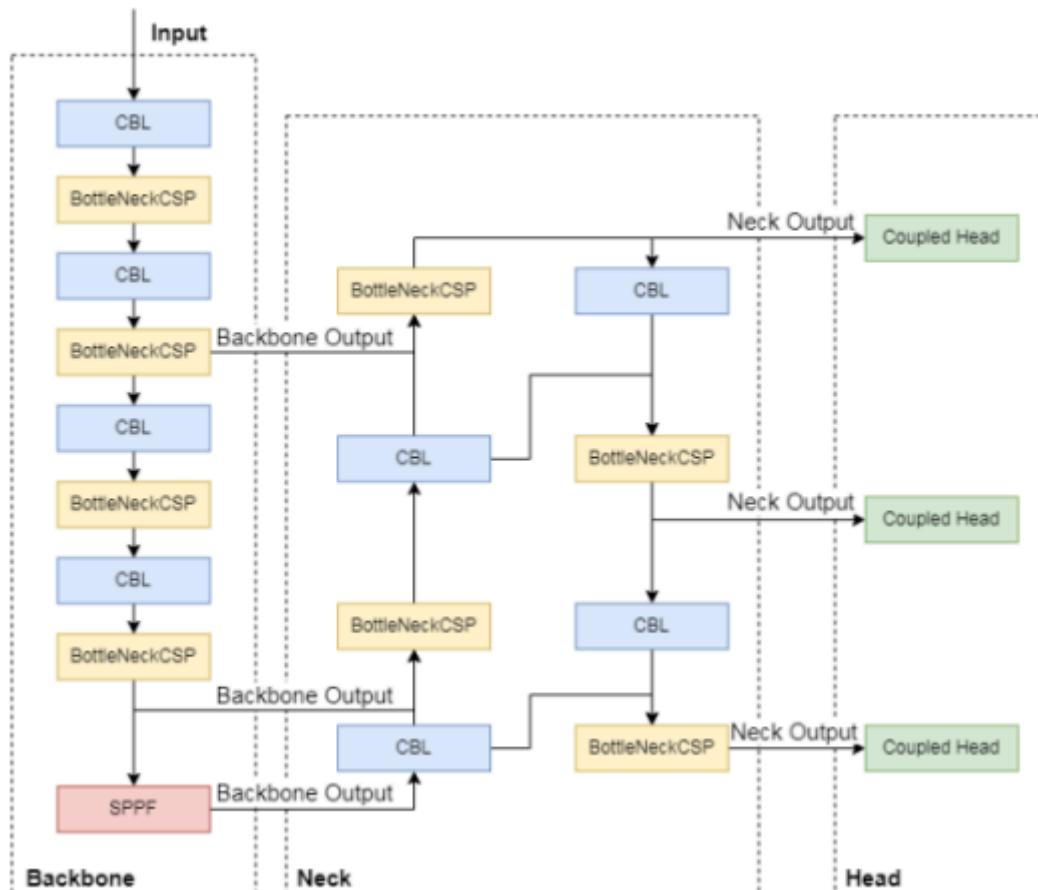 Input
CBL
BottleNeckCSP
CBL
BottleNeckCSP
CBL
BottleNeckCSP
CBL
BottleNeckCSP
SPPF
Backbone
Backbone Output
Backbone Output
Backbone Output
BottleNeckCSP
CBL
BottleNeckCSP
CBL
CBL
BottleNeckCSP
CBL
BottleNeckCSP
Neck
Neck Output
Neck Output
Neck Output
Coupled Head
Coupled Head
Coupled Head
Head